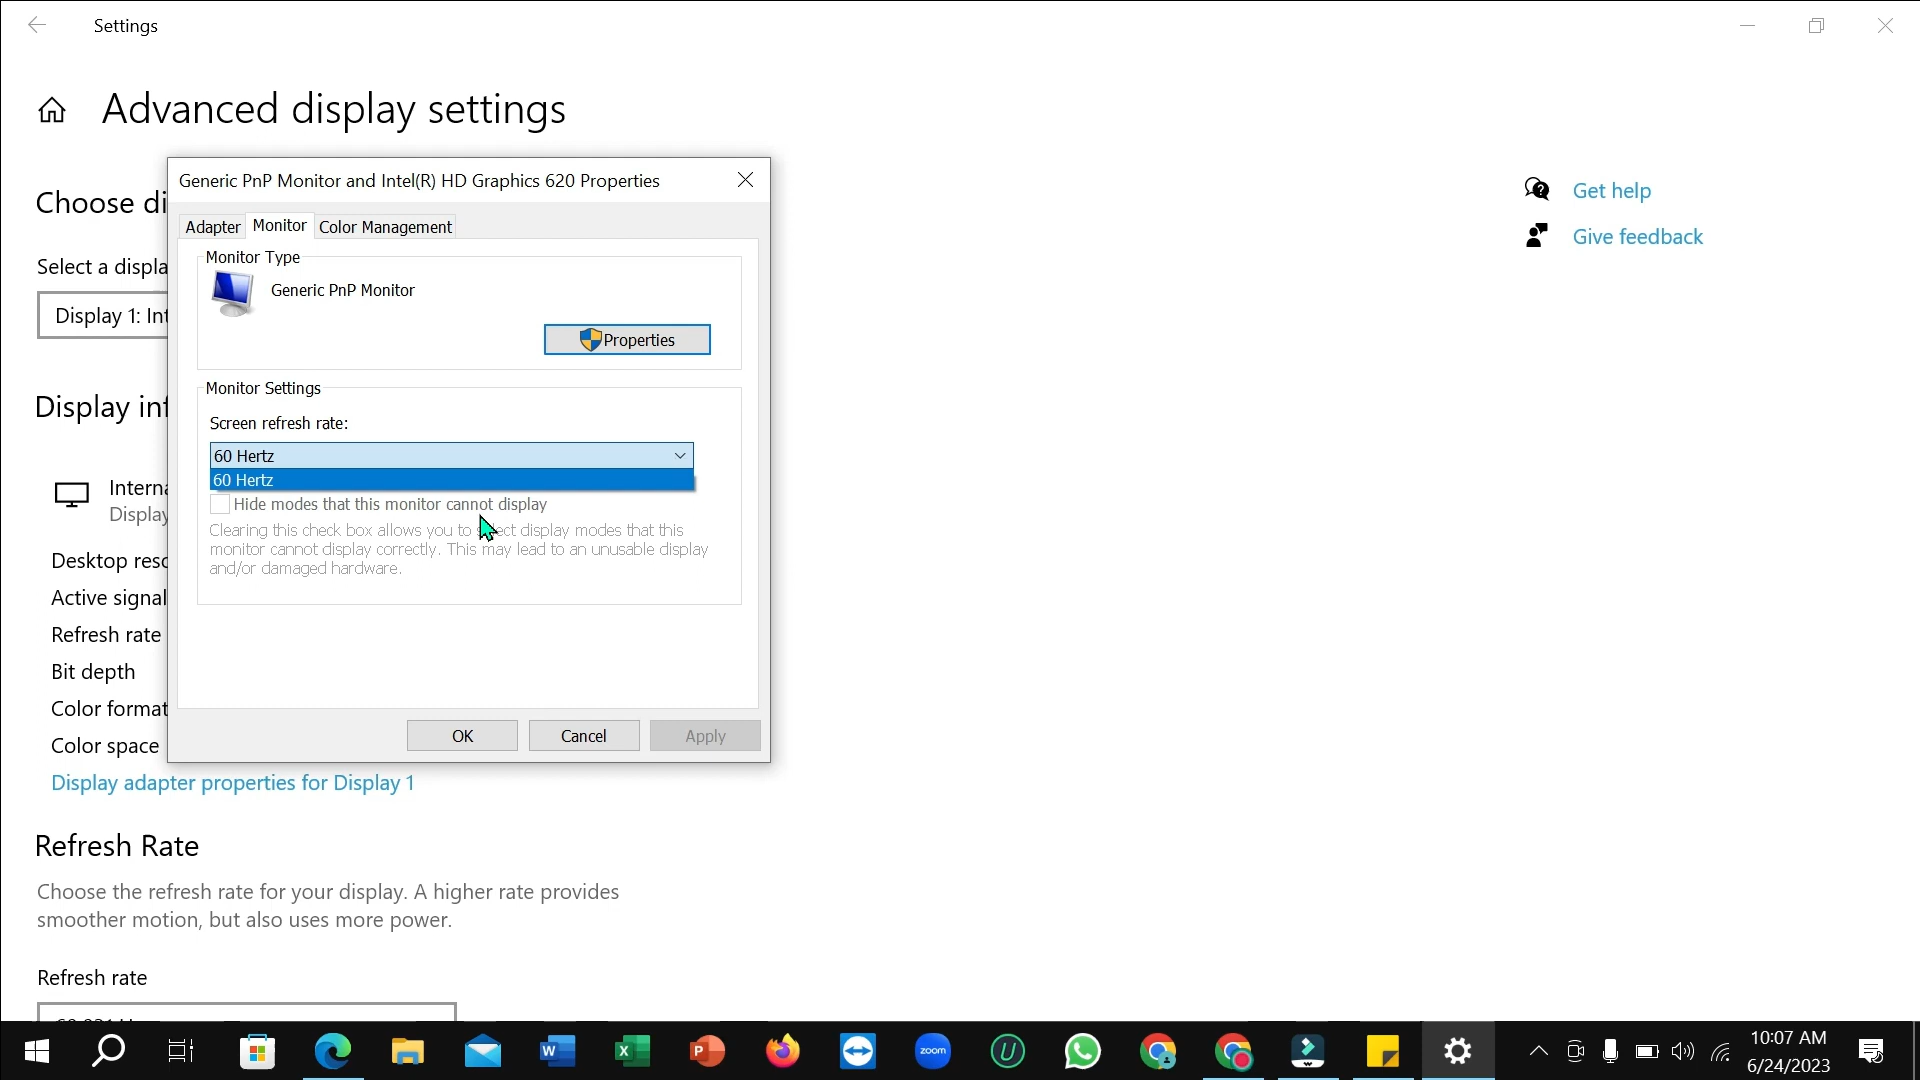 Settings
Advanced display settings
Choose di
Select a displa
Display 1: Int
Display inf
Interna
Display
Desktop reso
Active signal
Refresh rate
Bit depth
Color format
Color space
Display adapter properties for Display 1
Refresh Rate
Choose the refresh rate for your display. A higher rate provides
smoother motion, but also uses more power.
Refresh rate
Generic PnP Monitor and Intel(R) HD Graphics 620 Properties
Adapter Monitor Color Management
Monitor Type
Generic PnP Monitor
Properties
Monitor Settings
Screen refresh rate:
60 Hertz
60 Hertz
Hide modes that this monitor cannot display
Clearing this check box allows you to select display modes that this
monitor cannot display correctly. This may lead to an unusable display
and/or damaged hardware.
OK Cancel Apply
Get help
Give feedback
zoom
10:07 AM
6/24/2023